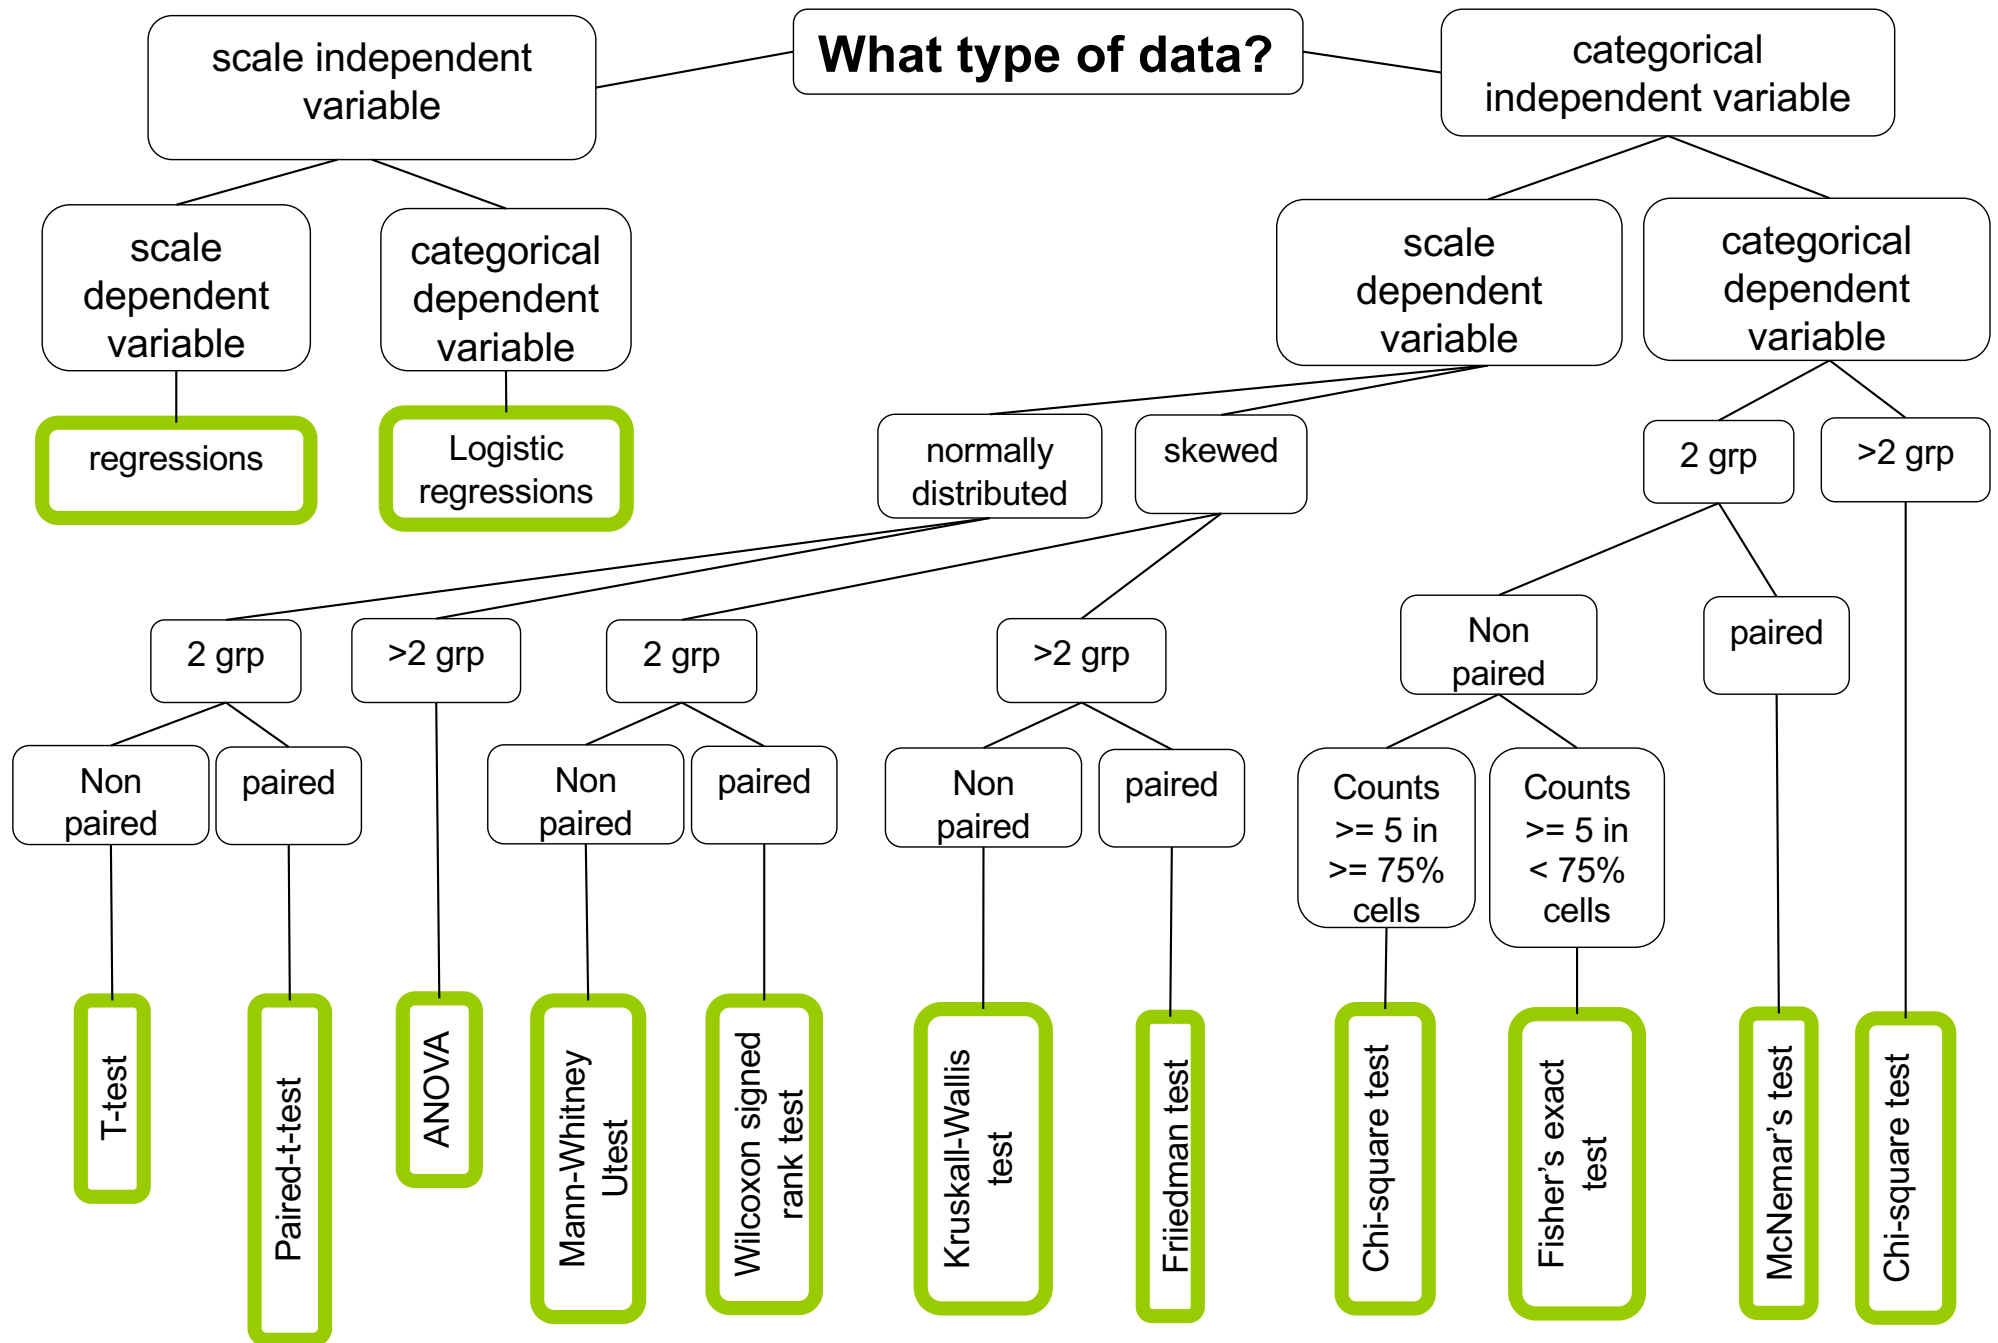 What type of data?
scale independent
variable
categorical
independent variable
scale
dependent
variable
categorical
dependent
variable
scale
dependent
variable
categorical
dependent
variable
regressions
Logistic
regressions
normally
distributed
skewed
2 grp
>2 grp
2 grp
>2 grp
2 grp
>2 grp
Non
paired
paired
Non
paired
paired
Non
paired
paired
Non
paired
paired
Counts
>= 5 in
>= 75%
cells
Counts
>= 5 in
< 75%
cells
T-test
Paired-t-test
ANOVA
Mann-Whitney
Utest
Wilcoxon signed
rank test
Kruskall-Wallis
test
Friiedman test
Chi-square test
Fisher’s exact
test
McNemar’s test
Chi-square test